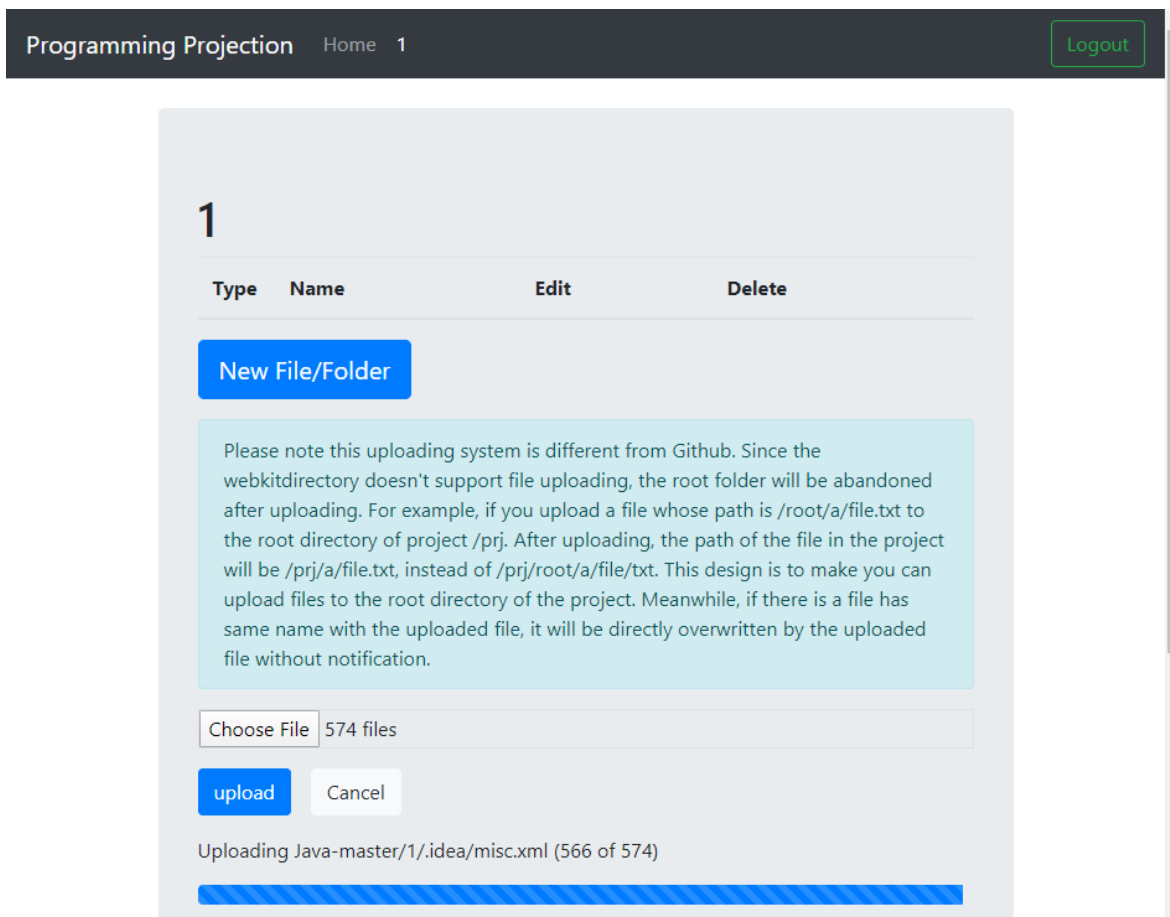 Programming Projection Home 1 Logout
1
Type Name Edit Delete
New File/Folder
Please note this uploading system is different from Github. Since the
webkitdirectory doesn't support file uploading, the root folder will be abandoned
after uploading. For example, if you upload a file whose path is /root/a/file.txt to
the root directory of project /prj. After uploading, the path of the file in the project
will be /prj/a/file.txt, instead of /prj/root/a/file/txt. This design is to make you can
upload files to the root directory of the project. Meanwhile, if there is a file has
same name with the uploaded file, it will be directly overwritten by the uploaded
file without notification.
Choose File 574 files
upload Cancel
Uploading Java-master/1/.idea/misc.xml (566 of 574)